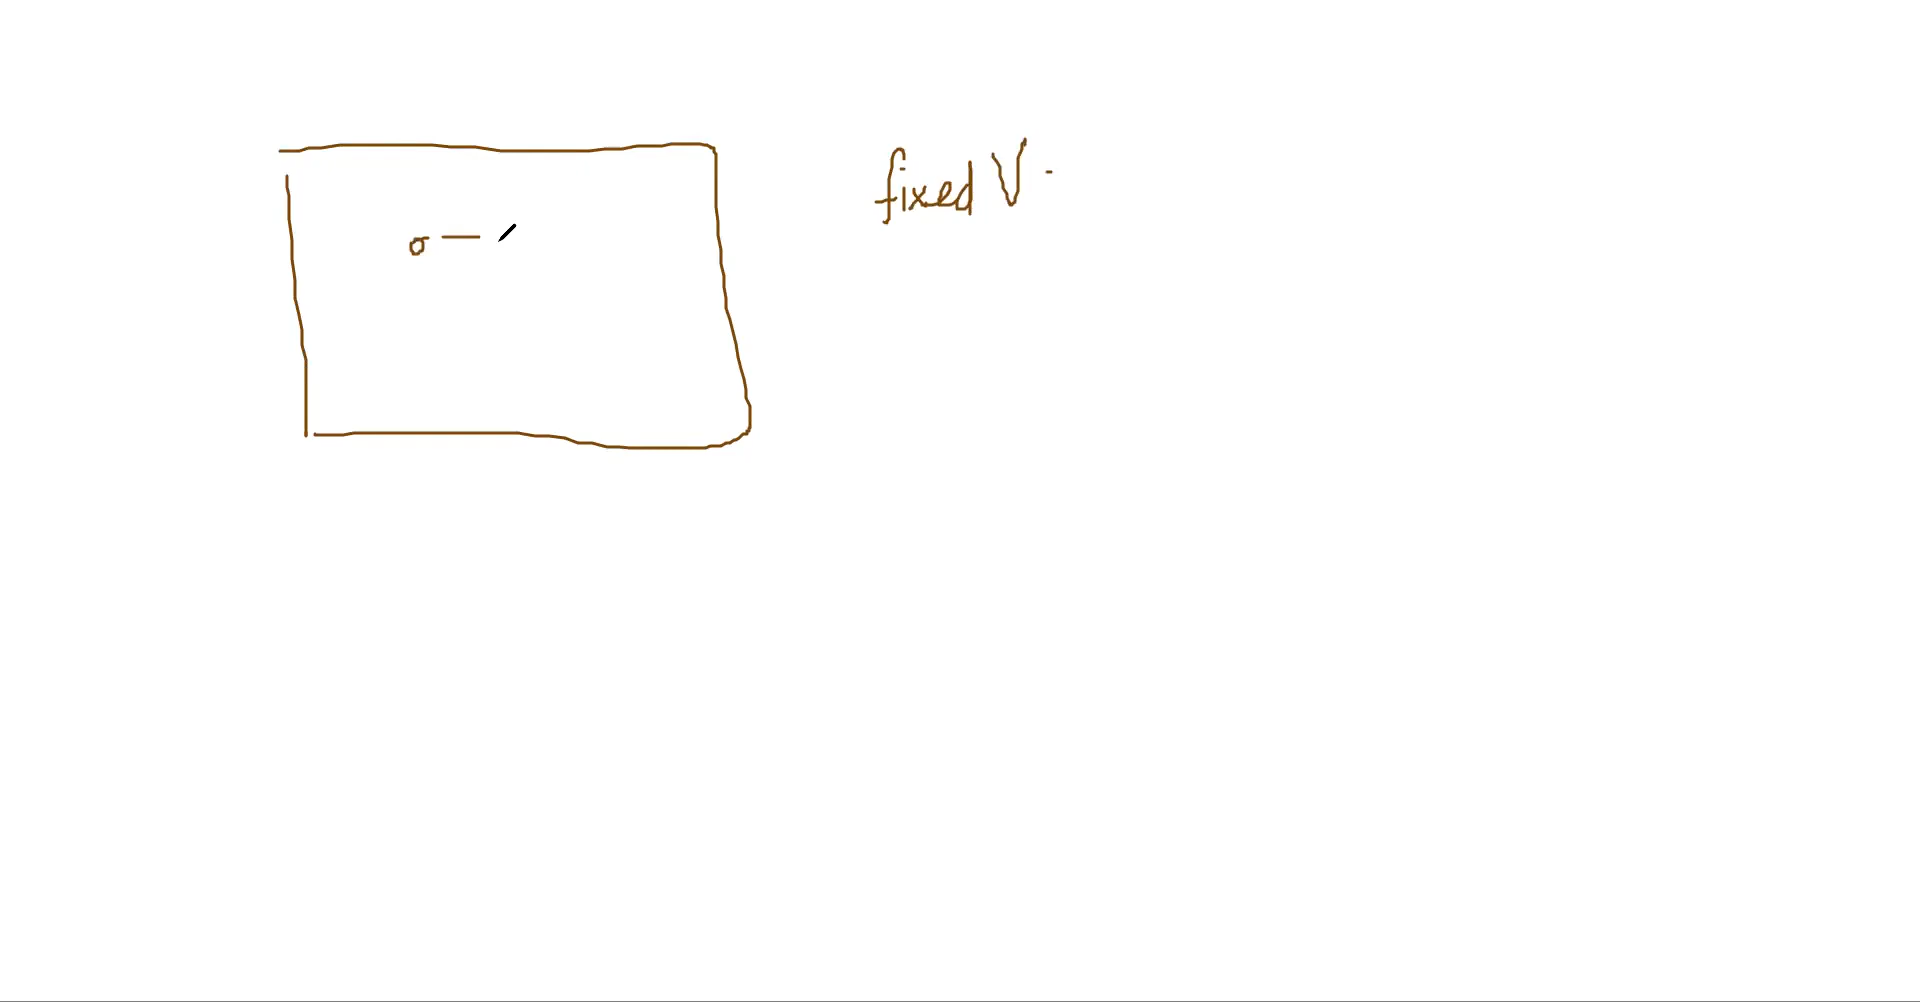 fixed V -
σ —